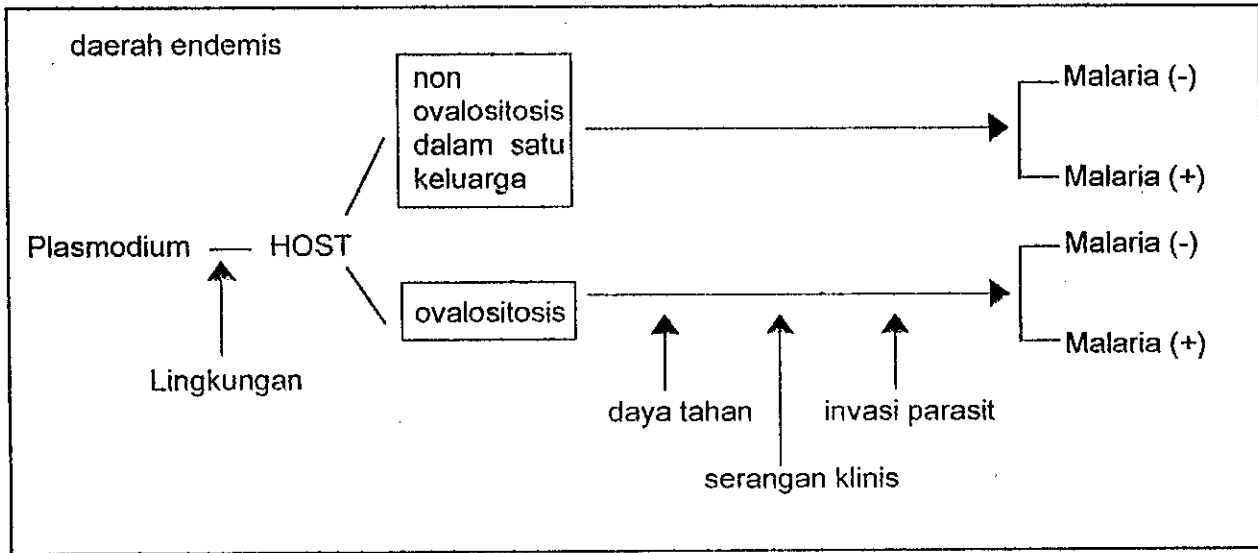 daerah endemis
non
ovalositosis
dalam satu
keluarga
Malaria (-)
Malaria (+)
Plasmodium
HOST
Malaria (-)
ovalositosis
Malaria (+)
Lingkungan
daya tahan
invasi parasit
serangan klinis